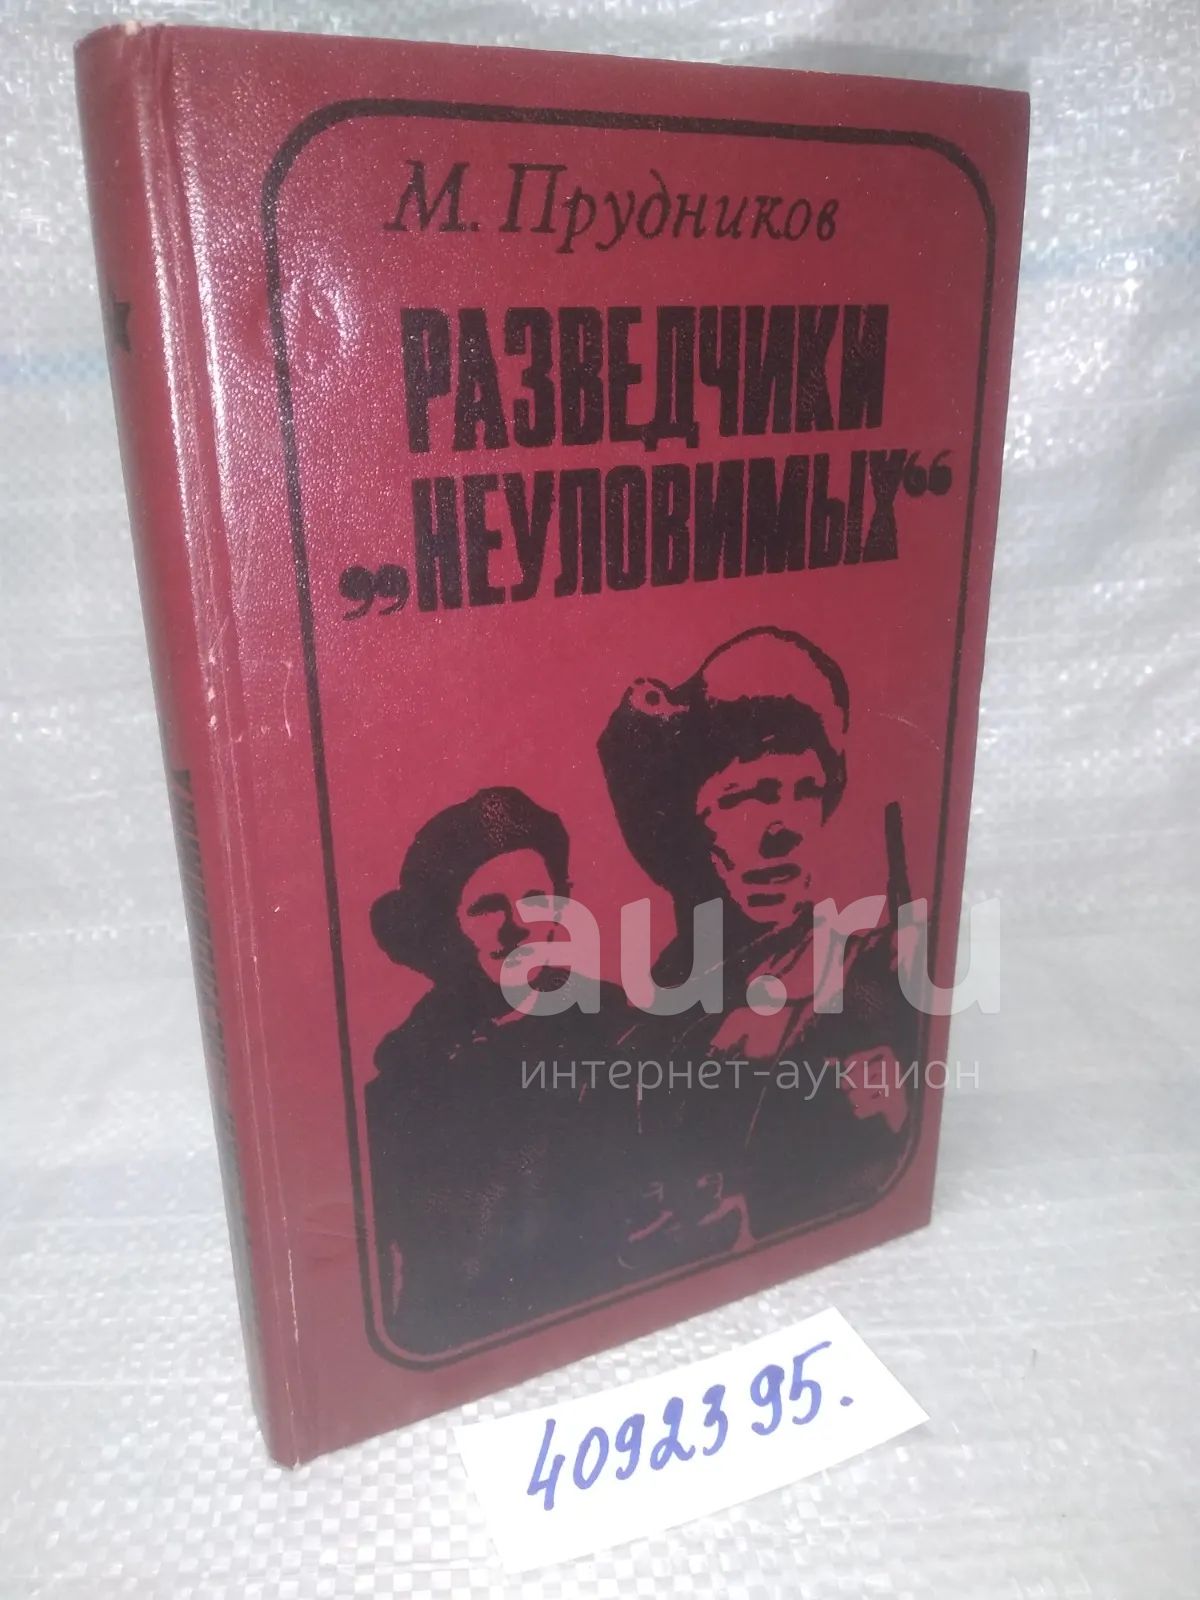 М. Прудников
РАЗВЕДЧИКИ
„НЕУЛОВИМЫХ“
au.ru
интернет-аукцион
4092395.